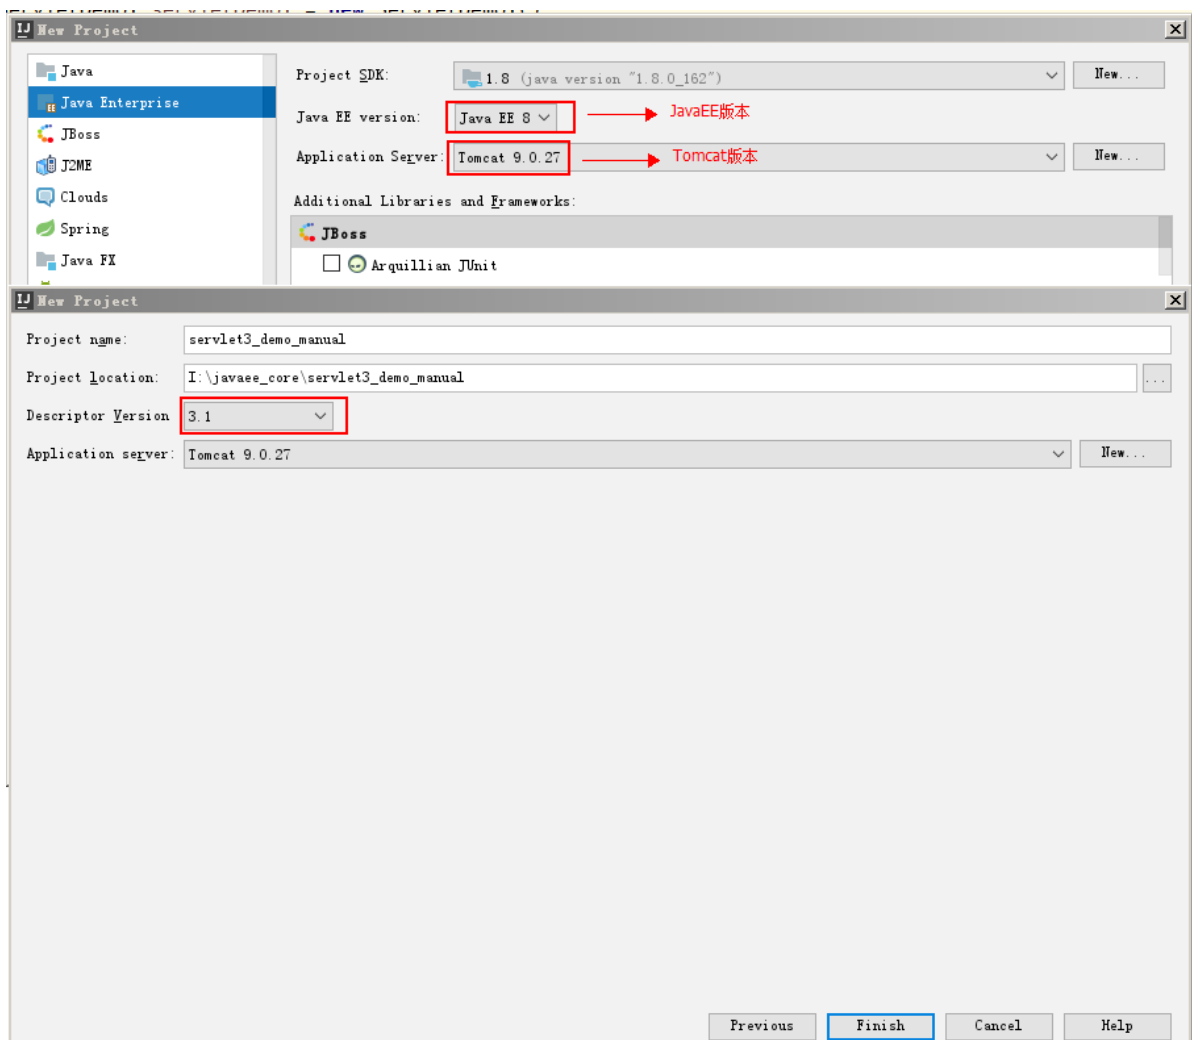 New Project
Java
Project SDK: 1.8 (java version "1.8.0_162") New...
Java Enterprise
Java EE version: Java EE 8 JavaEE版本
JBoss
Application Server: Tomcat 9.0.27 Tomcat版本 New...
J2ME
Clouds
Additional Libraries and Frameworks:
Spring
JBoss
Java FX
Arquillian JUnit
New Project
Project name: servlet3_demo_manual
Project location: I:\javaee_core\servlet3_demo_manual ...
Descriptor Version 3.1
Application server: Tomcat 9.0.27 New...
Previous Finish Cancel Help